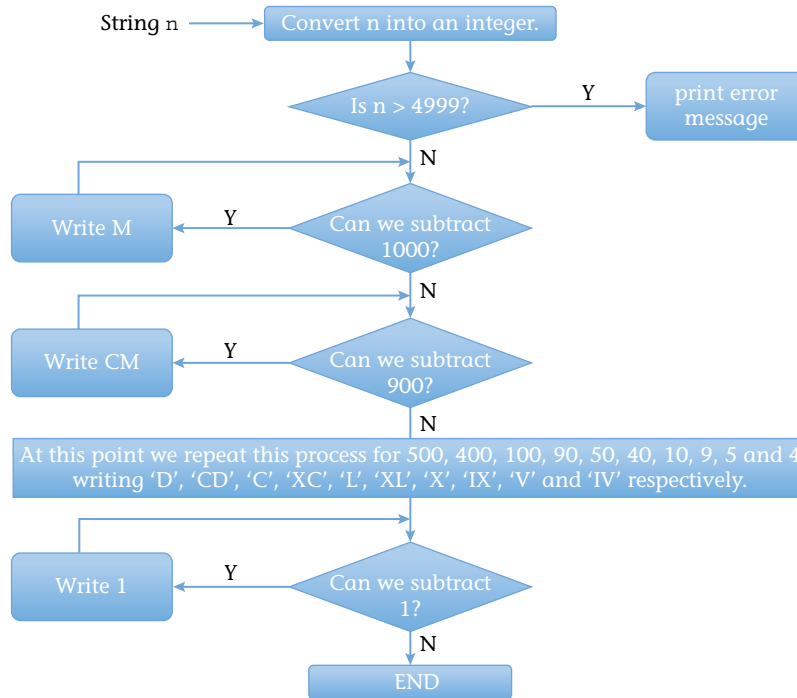 String n
Convert n into an integer.
Is n > 4999?
Y
print error
message
N
Write M
Y
Can we subtract
1000?
N
Write CM
Y
Can we subtract
900?
N
At this point we repeat this process for 500, 400, 100, 90, 50, 40, 10, 9, 5 and 4
writing ‘D’, ‘CD’, ‘C’, ‘XC’, ‘L’, ‘XL’, ‘X’, ‘IX’, ‘V’ and ‘IV’ respectively.
Write 1
Y
Can we subtract
1?
N
END